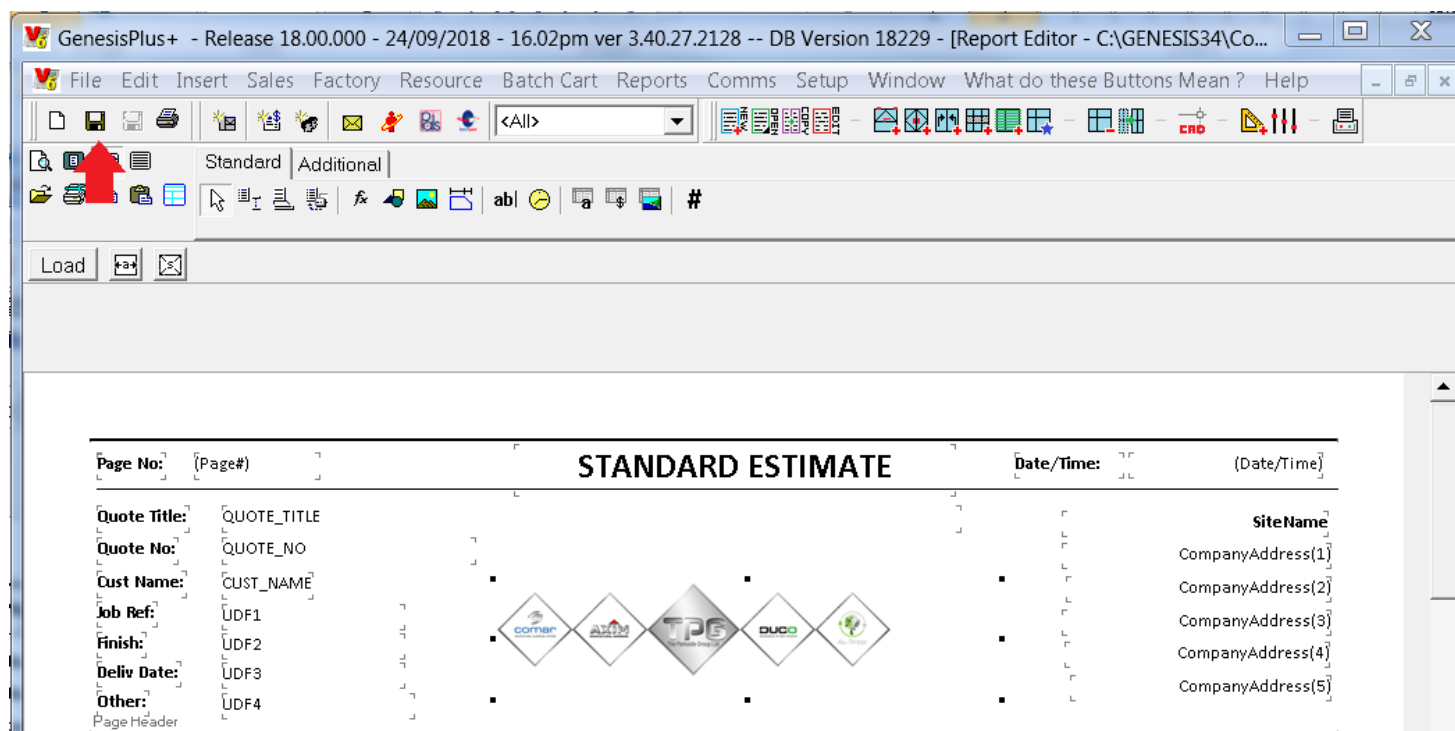 GenesisPlus+ - Release 18.00.000 - 24/09/2018 - 16.02pm ver 3.40.27.2128 -- DB Version 18229 - [Report Editor - C:\GENESIS34\Co...
File Edit Insert Sales Factory Resource Batch Cart Reports Comms Setup Window What do these Buttons Mean ? Help
<All>
Standard Additional
ab| #
Load
Page No: (Page#) STANDARD ESTIMATE Date/Time: (Date/Time)
Quote Title: QUOTE_TITLE SiteName
Quote No: QUOTE_NO CompanyAddress(1)
Cust Name: CUST_NAME CompanyAddress(2)
Job Ref: UDF1 CompanyAddress(3)
comar AXIM TPG DUCO
Finish: UDF2 CompanyAddress(4)
Deliv Date: UDF3 CompanyAddress(5)
Other: UDF4
Page Header